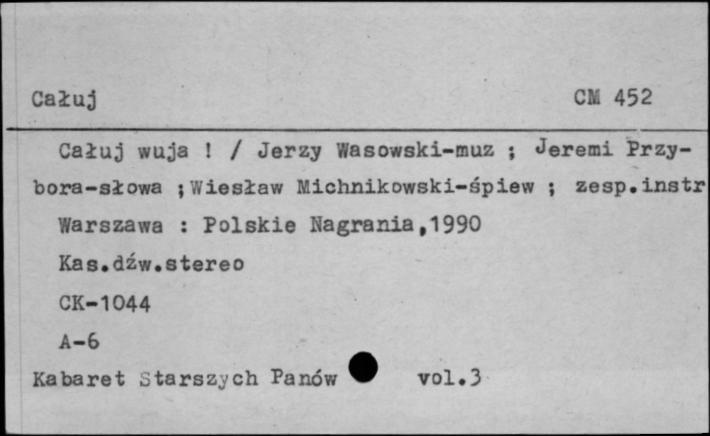 Całuj CM 452
Całuj wuja ! / Jerzy Wasowski-muz ; Jeremi Przy-
bora-słowa ;Wiesław Michnikowski-śpiew ; zesp.instr
Warszawa : Polskie Nagrania,1990
Kas.dźw.stereo
CK-1044
A-6
Kabaret Starszych Panów vol.3